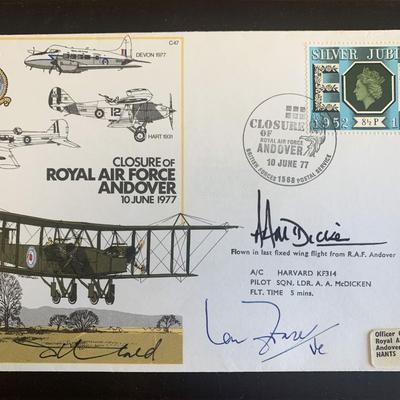 C47
DEVON 1977
12
HART 1931
CLOSURE OF
ROYAL AIR FORCE
ANDOVER
10 JUNE 1977
SILVER JUBI
1952
8½P
1
CLOSURE
OF
ROYAL AIR FORCE
ANDOVER
10 JUNE 77
BRITISH FORCES 1568 POSTAL SERVICE
Flown in last fixed wing flight from R.A.F. Andover
A/C HARVARD KF314
PILOT SQN. LDR. A. A. McDICKEN
FLT. TIME 5 mins.
Officer C
Royal A
Andover
HANTS